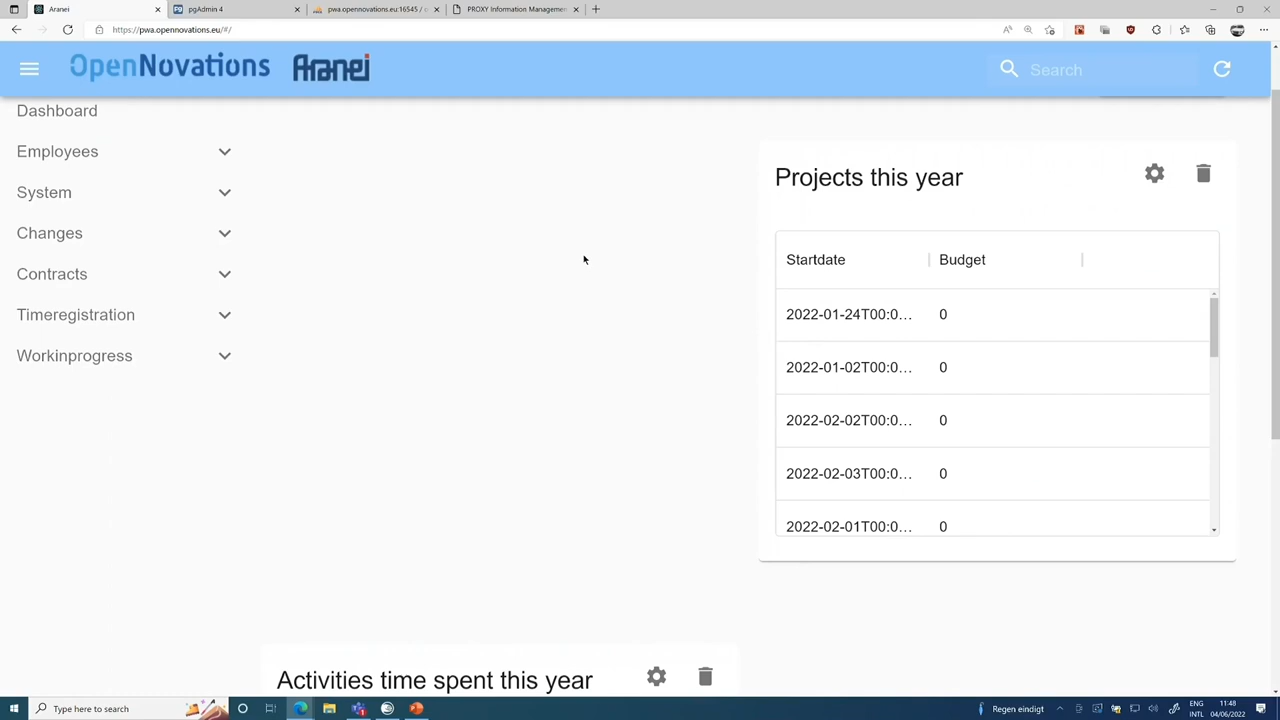 Aranei
pgAdmin 4
pwa.opennovations.eu:16545 / o
PROXY Information Managemen
https://pwa.opennovations.eu/#/
OpenNovations Aranei
Search
Dashboard
Employees
System
Changes
Contracts
Timeregistration
Workinprogress
Projects this year
Startdate Budget
2022-01-24T00:0... 0
2022-01-02T00:0... 0
2022-02-02T00:0... 0
2022-02-03T00:0... 0
2022-02-01T00:0... 0
Activities time spent this year
Type here to search
Regen eindigt
ENG
INTL
11:48
04/06/2022